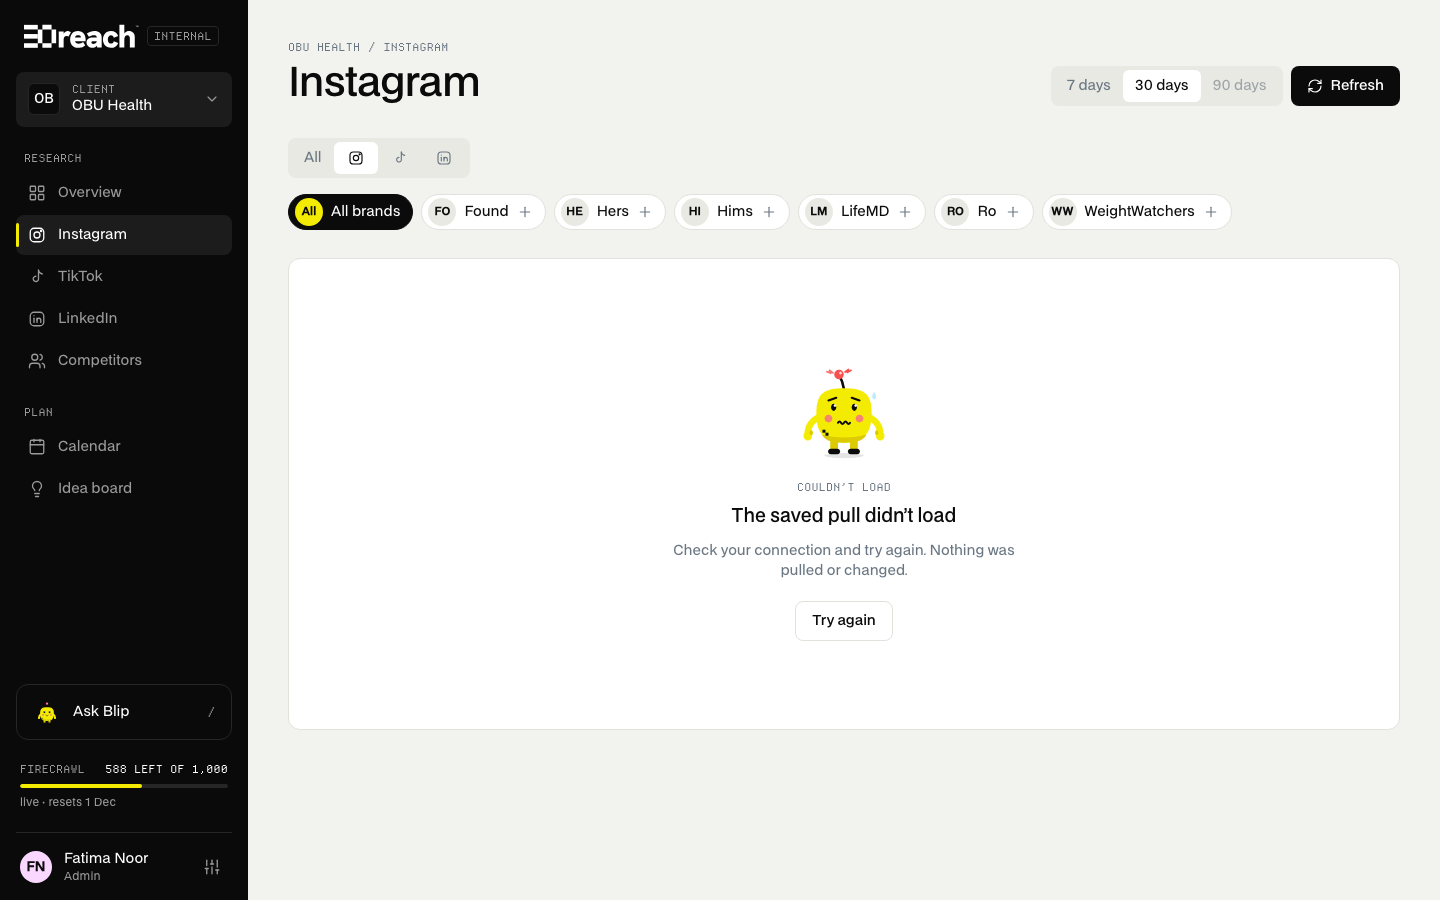 reach INTERNAL
OB CLIENT
OBU Health
RESEARCH
Overview
Instagram
TikTok
LinkedIn
Competitors
PLAN
Calendar
Idea board
Ask Blip /
FIRECRAWL 588 LEFT OF 1,000
live · resets 1 Dec
FN Fatima Noor
Admin
OBU HEALTH / INSTAGRAM
Instagram
7 days 30 days 90 days Refresh
All
All All brands FO Found HE Hers HI Hims LM LifeMD RO Ro WW WeightWatchers
COULDN’T LOAD
The saved pull didn’t load
Check your connection and try again. Nothing was
pulled or changed.
Try again